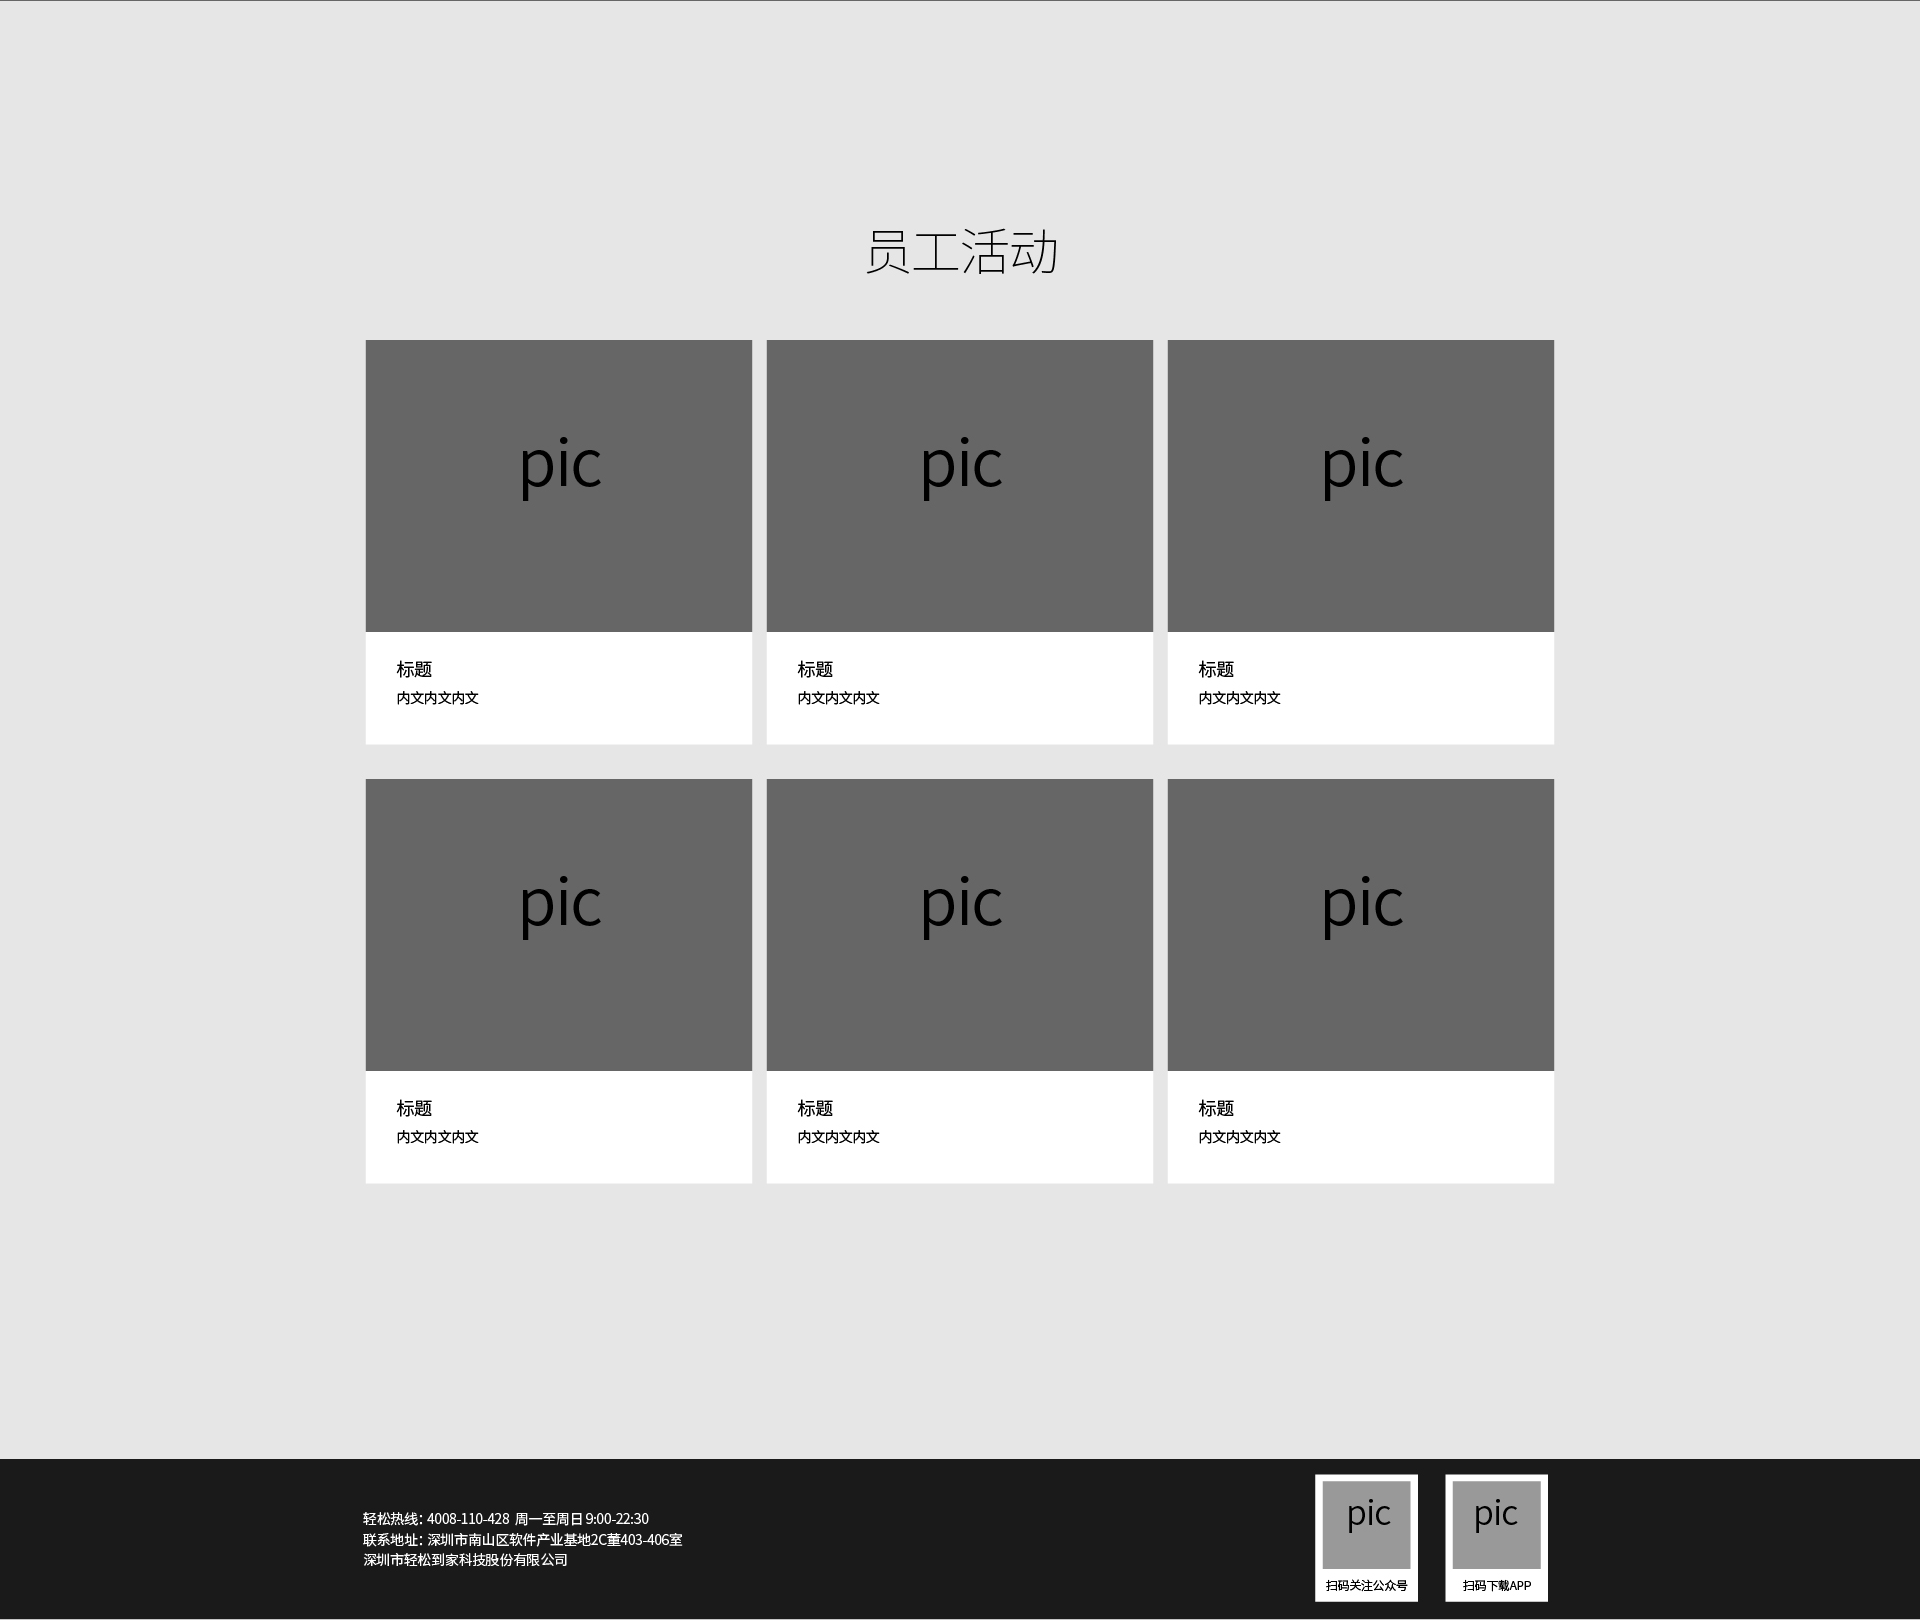 员工活动
pic
pic
pic
标题
内文内文内文
标题
内文内文内文
标题
内文内文内文
pic
pic
pic
标题
内文内文内文
标题
内文内文内文
标题
内文内文内文
轻松热线：4008-110-428 周一至周日 9:00-22:30
联系地址：深圳市南山区软件产业基地2C董403-406室
深圳市轻松到家科技股份有限公司
pic
扫码关注公众号
pic
扫码下载APP